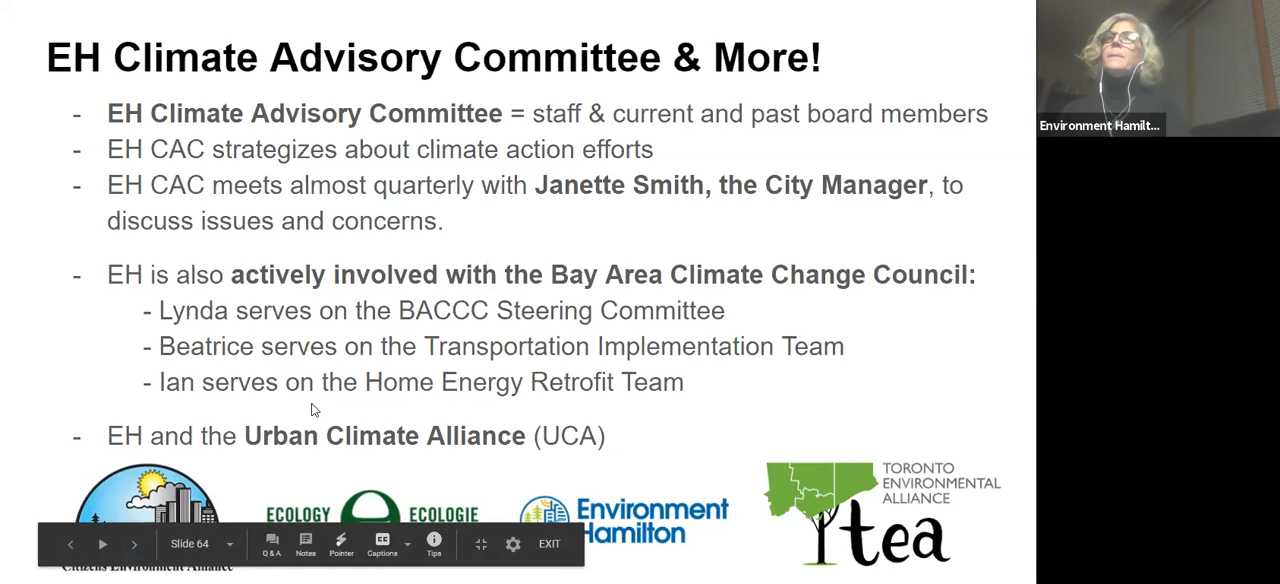 EH Climate Advisory Committee & More!
- EH Climate Advisory Committee = staff & current and past board members
- EH CAC strategizes about climate action efforts
- EH CAC meets almost quarterly with Janette Smith, the City Manager, to
discuss issues and concerns.
- EH is also actively involved with the Bay Area Climate Change Council:
- Lynda serves on the BACCC Steering Committee
- Beatrice serves on the Transportation Implementation Team
- Ian serves on the Home Energy Retrofit Team
- EH and the Urban Climate Alliance (UCA)
Environment Hamilt...
ECOLOGY ECOLOGIE
Environment
Hamilton
TORONTO
ENVIRONMENTAL
ALLIANCE
tea
Slide 64
Q & A
Notes
Pointer
Captions
Tips
EXIT
Citizens Environment Alliance